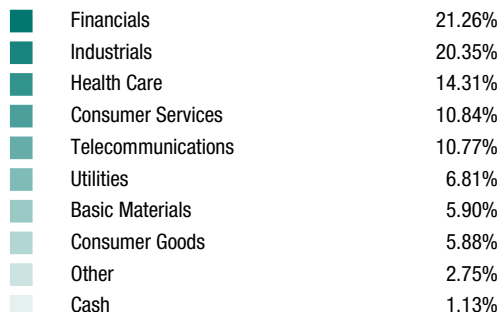 Financials 21.26%
Industrials 20.35%
Health Care 14.31%
Consumer Services 10.84%
Telecommunications 10.77%
Utilities 6.81%
Basic Materials 5.90%
Consumer Goods 5.88%
Other 2.75%
Cash 1.13%